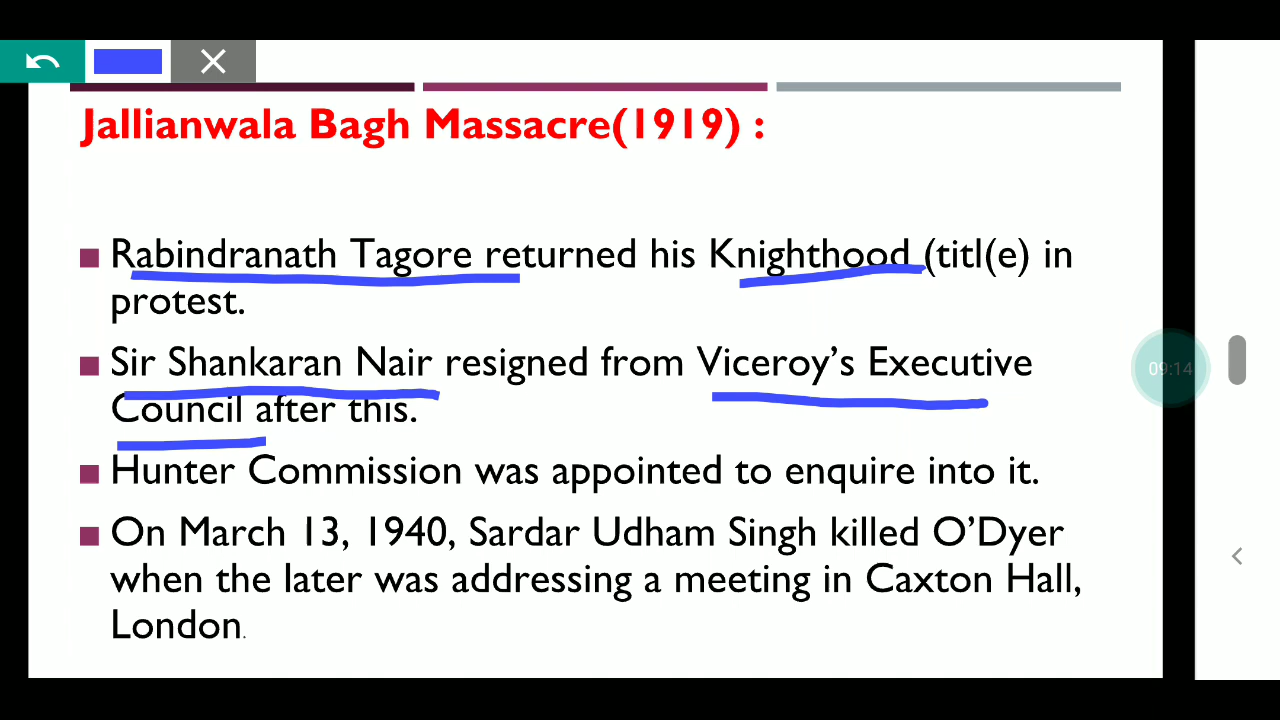 Jallianwala Bagh Massacre(1919) :
Rabindranath Tagore returned his Knighthood (titl(e) in
protest.
Sir Shankaran Nair resigned from Viceroy’s Executive
Council after this.
09:14
Hunter Commission was appointed to enquire into it.
On March 13, 1940, Sardar Udham Singh killed O’Dyer
when the later was addressing a meeting in Caxton Hall,
London.